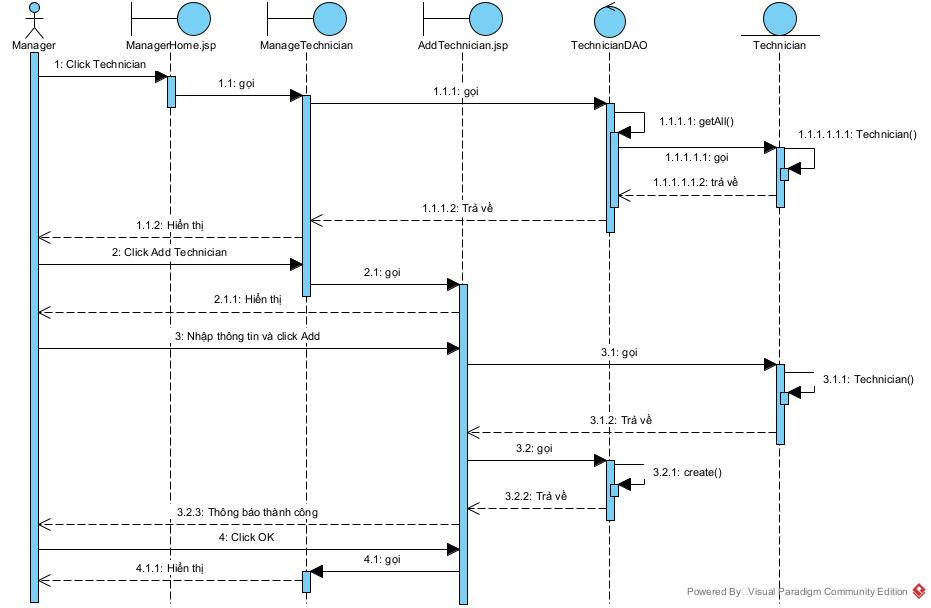 Manager
ManagerHome.jsp
ManageTechnician
AddTechnician.jsp
TechnicianDAO
Technician
1: Click Technician
1.1: gọi
1.1.1: gọi
1.1.1.1: getAll()
1.1.1.1.1.1: Technician()
1.1.1.1.1: gọi
1.1.1.1.1.2: trả về
1.1.1.2: Trả về
1.1.2: Hiển thị
2: Click Add Technician
2.1: gọi
2.1.1: Hiển thị
3: Nhập thông tin và click Add
3.1: gọi
3.1.1: Technician()
3.1.2: Trả về
3.2: gọi
3.2.1: create()
3.2.2: Trả về
3.2.3: Thông báo thành công
4: Click OK
4.1: gọi
4.1.1: Hiển thị
Powered By Visual Paradigm Community Edition